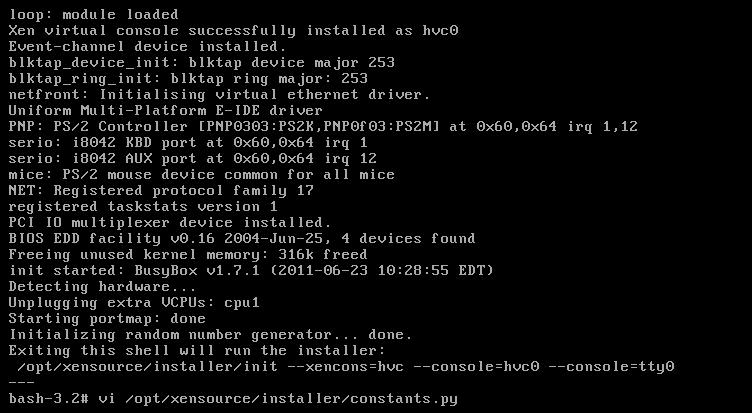 loop: module loaded
Xen virtual console successfully installed as hvc0
Event-channel device installed.
blktap_device_init: blktap device major 253
blktap_ring_init: blktap ring major: 253
netfront: Initialising virtual ethernet driver.
Uniform Multi-Platform E-IDE driver
PNP: PS/2 Controller [PNP0303:PS2K,PNP0f03:PS2M] at 0x60,0x64 irq 1,12
serio: i8042 KBD port at 0x60,0x64 irq 1
serio: i8042 AUX port at 0x60,0x64 irq 12
mice: PS/2 mouse device common for all mice
NET: Registered protocol family 17
registered taskstats version 1
PCI IO multiplexer device installed.
BIOS EDD facility v0.16 2004-Jun-25, 4 devices found
Freeing unused kernel memory: 316k freed
init started: BusyBox v1.7.1 (2011-06-23 10:28:55 EDT)
Detecting hardware...
Unplugging extra VCPUs: cpu1
Starting portmap: done
Initializing random number generator... done.
Exiting this shell will run the installer:
 /opt/xensource/installer/init --xencons=hvc --console=hvc0 --console=tty0
---
bash-3.2# vi /opt/xensource/installer/constants.py